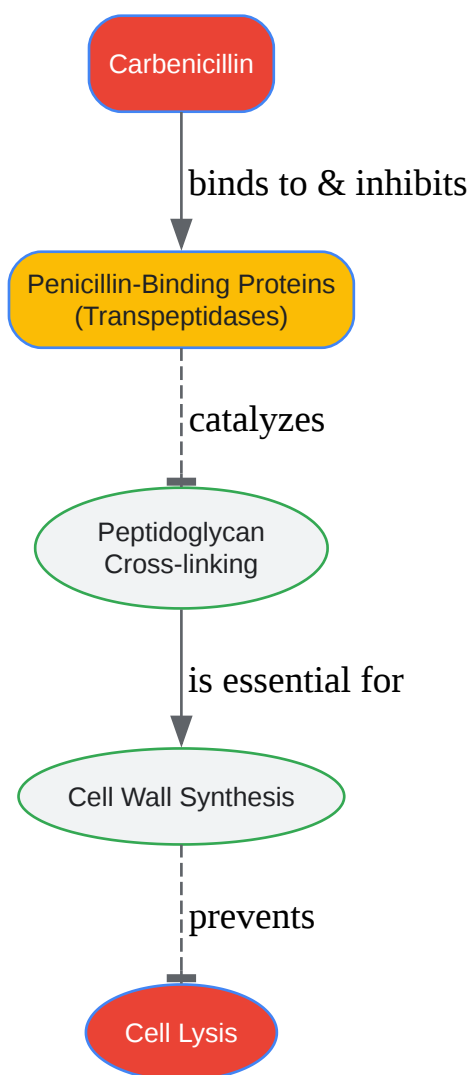 Carbenicillin
binds to & inhibits
Penicillin-Binding Proteins
(Transpeptidases)
catalyzes
Peptidoglycan
Cross-linking
is essential for
Cell Wall Synthesis
prevents
Cell Lysis